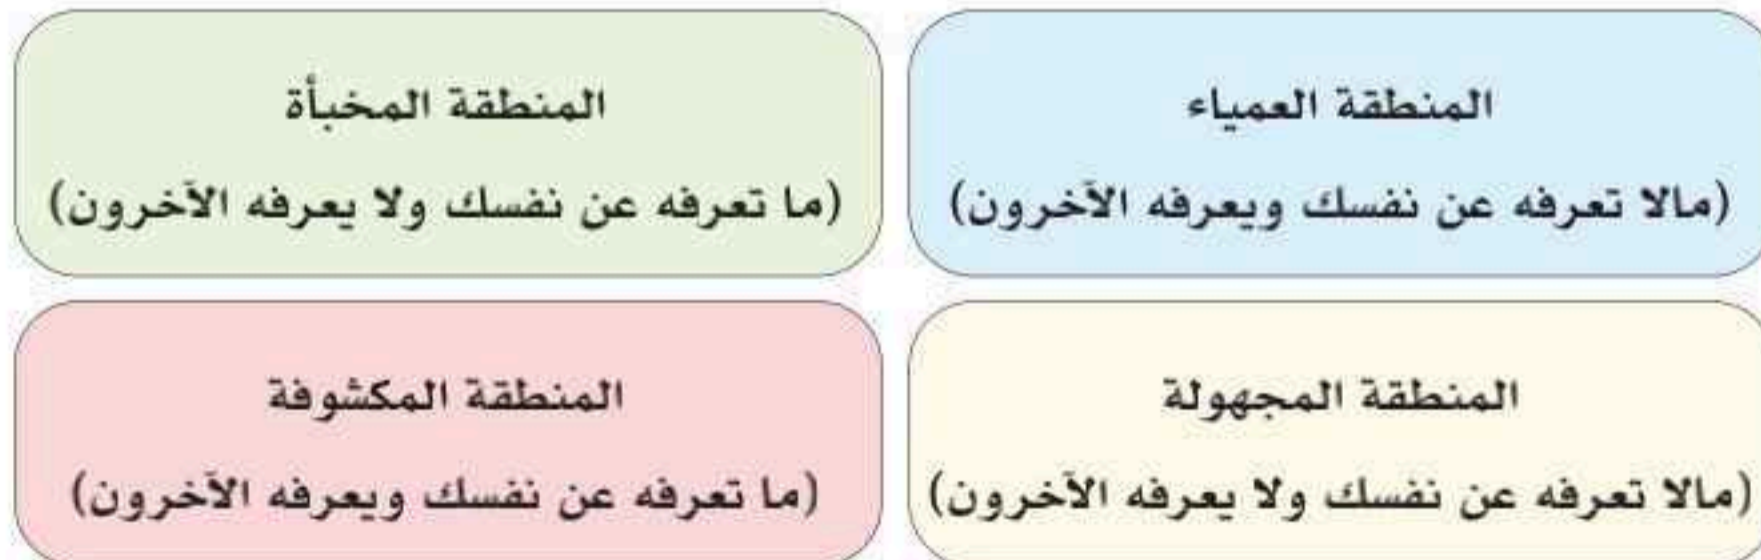 المنطقة العمياء
(مالا تعرفه عن نفسك ويعرفه الآخرون)
المنطقة المخبأة
(ما تعرفه عن نفسك ولا يعرفه الآخرون)
المنطقة المجهولة
(مالا تعرفه عن نفسك ولا يعرفه الآخرون)
المنطقة المكشوفة
(ما تعرفه عن نفسك ويعرفه الآخرون)